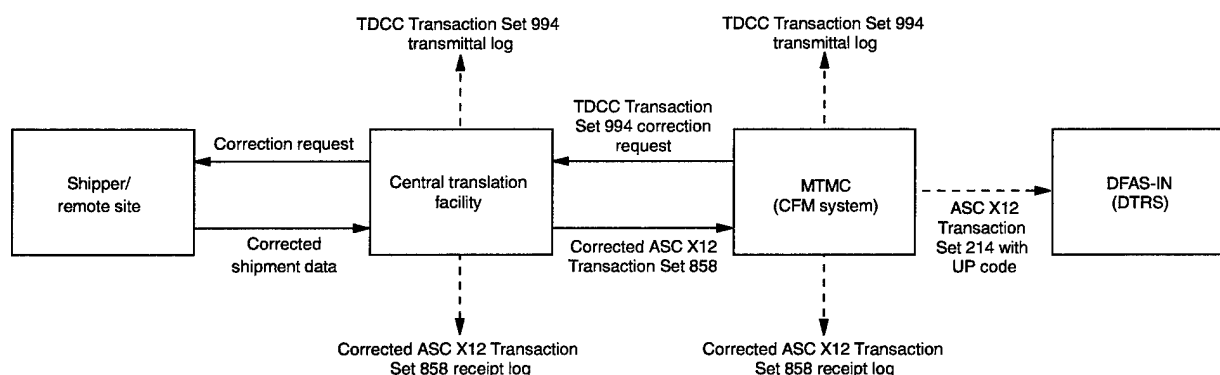 TDCC Transaction Set 994
transmittal log
TDCC Transaction Set 994
transmittal log
TDCC Transaction
Set 994 correction
request
Correction request
Shipper/
remote site
Central translation
facility
MTMC
(CFM system)
DFAS-IN
(DTRS)
Corrected
shipment data
Corrected ASC X12
Transaction Set 858
ASC X12
Transaction
Set 214 with
UP code
Corrected ASC X12 Transaction
Set 858 receipt log
Corrected ASC X12 Transaction
Set 858 receipt log